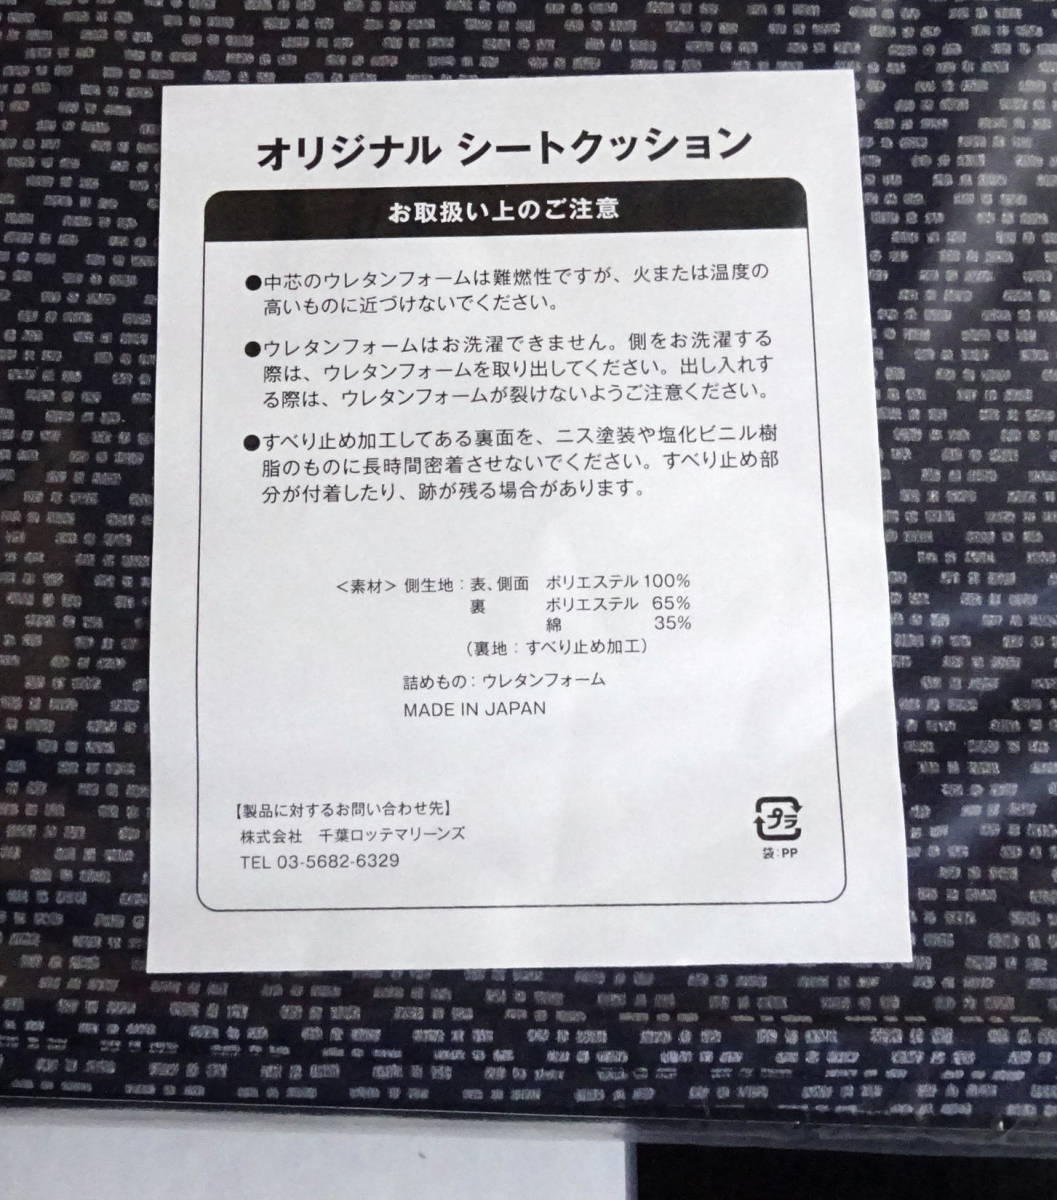 オリジナル シートクッション
お取扱い上のご注意
●中芯のウレタンフォームは難燃性ですが、火または温度の
高いものに近づけないでください。
●ウレタンフォームはお洗濯できません。側をお洗濯する
際は、ウレタンフォームを取り出してください。出し入れす
る際は、ウレタンフォームが裂けないようご注意ください。
●すべり止め加工してある裏面を、ニス塗装や塩化ビニル樹
脂のものに長時間密着させないでください。すべり止め部
分が付着したり、跡が残る場合があります。
＜素材＞ 側生地：表、側面 ポリエステル 100%
裏 ポリエステル 65%
綿 35%
（裏地：すべり止め加工）
詰めもの：ウレタンフォーム
MADE IN JAPAN
【製品に対するお問い合わせ先】
株式会社 千葉ロッテマリーンズ
TEL 03-5682-6329
プラ
袋：PP